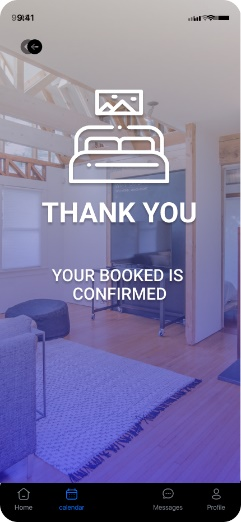 9:41
THANK YOU
YOUR BOOKED IS
CONFIRMED
Home
calendar
Messages
Profile